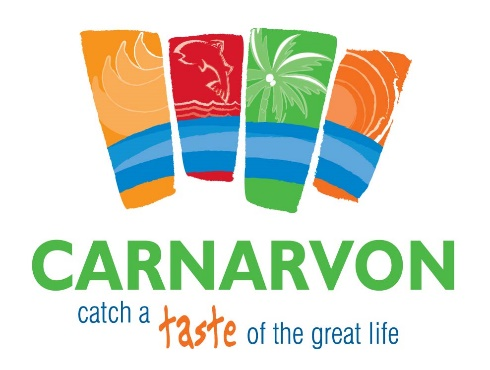 CARNARVON
catch a taste of the great life